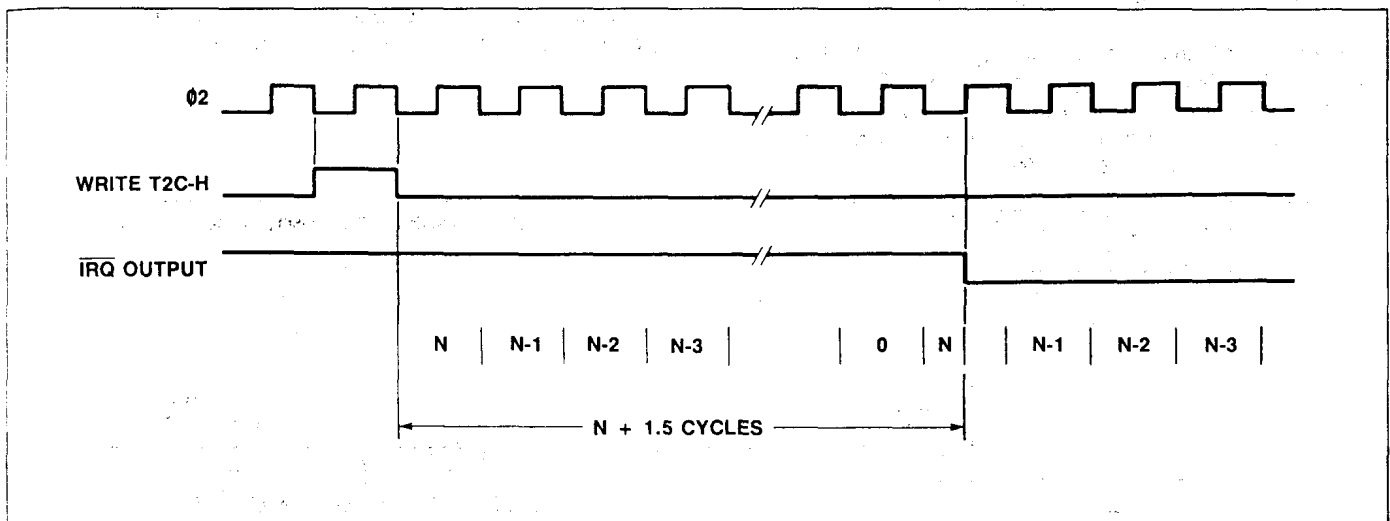 Φ2
WRITE T2C-H
IRQ OUTPUT
N | N-1 | N-2 | N-3 | | 0 | N | | N-1 | N-2 | N-3 |
N + 1.5 CYCLES